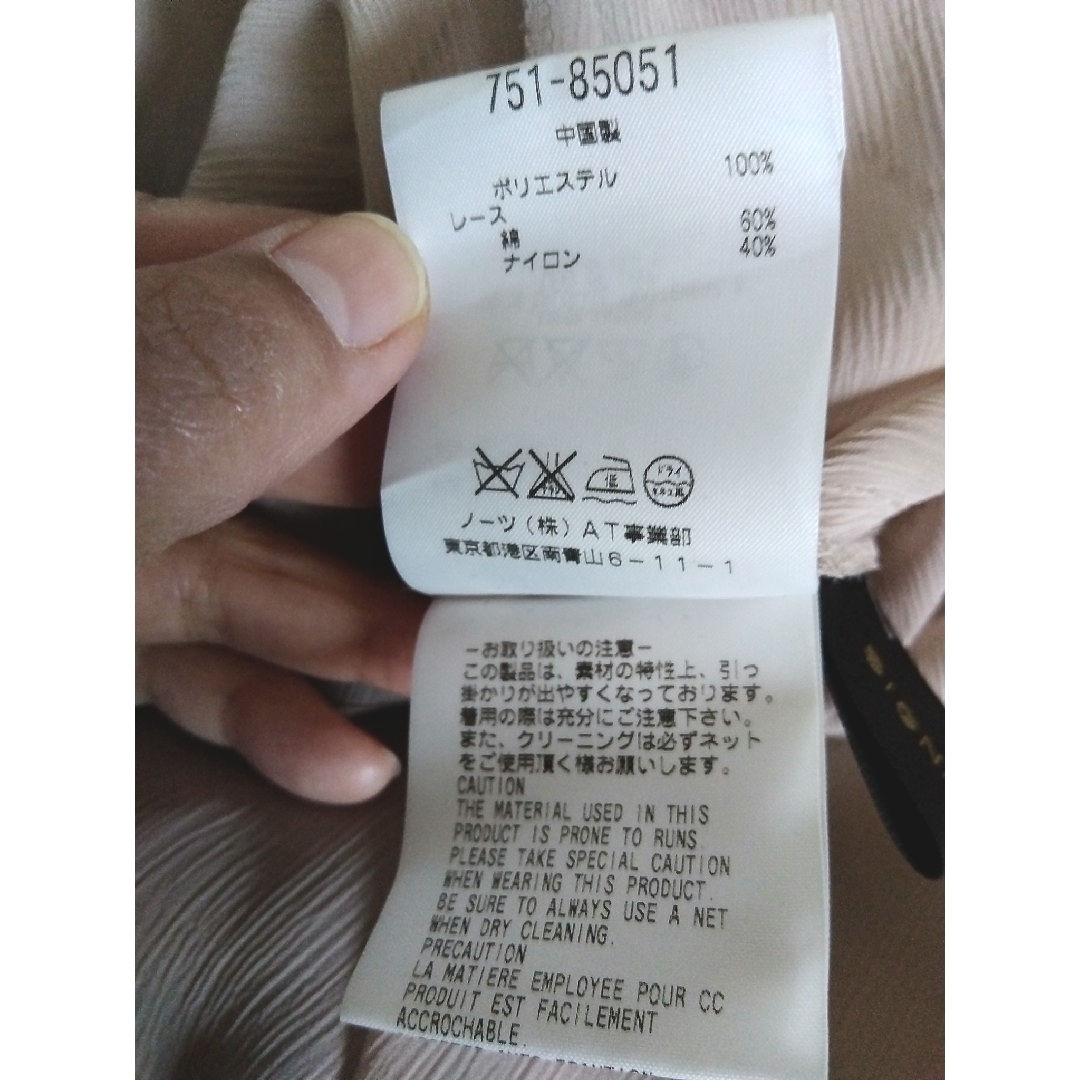 751-85051
中国製
ポリエステル 100%
レース
綿 60%
ナイロン 40%
低
ドライ
ノーツ（株）ＡＴ事業部
東京都港区南青山６－１１－１
－お取り扱いの注意－
この製品は、素材の特性上、引っ
掛かりが出やすくなっております。
着用の際は充分にご注意下さい。
また、クリーニングは必ずネット
をご使用頂く様お願いします。
CAUTION
THE MATERIAL USED IN THIS
PRODUCT IS PRONE TO RUNS.
PLEASE TAKE SPECIAL CAUTION
WHEN WEARING THIS PRODUCT.
BE SURE TO ALWAYS USE A NET
WHEN DRY CLEANING.
PRECAUTION
LA MATIERE EMPLOYEE POUR CC
PRODUIT EST FACILEMENT
ACCROCHABLE.